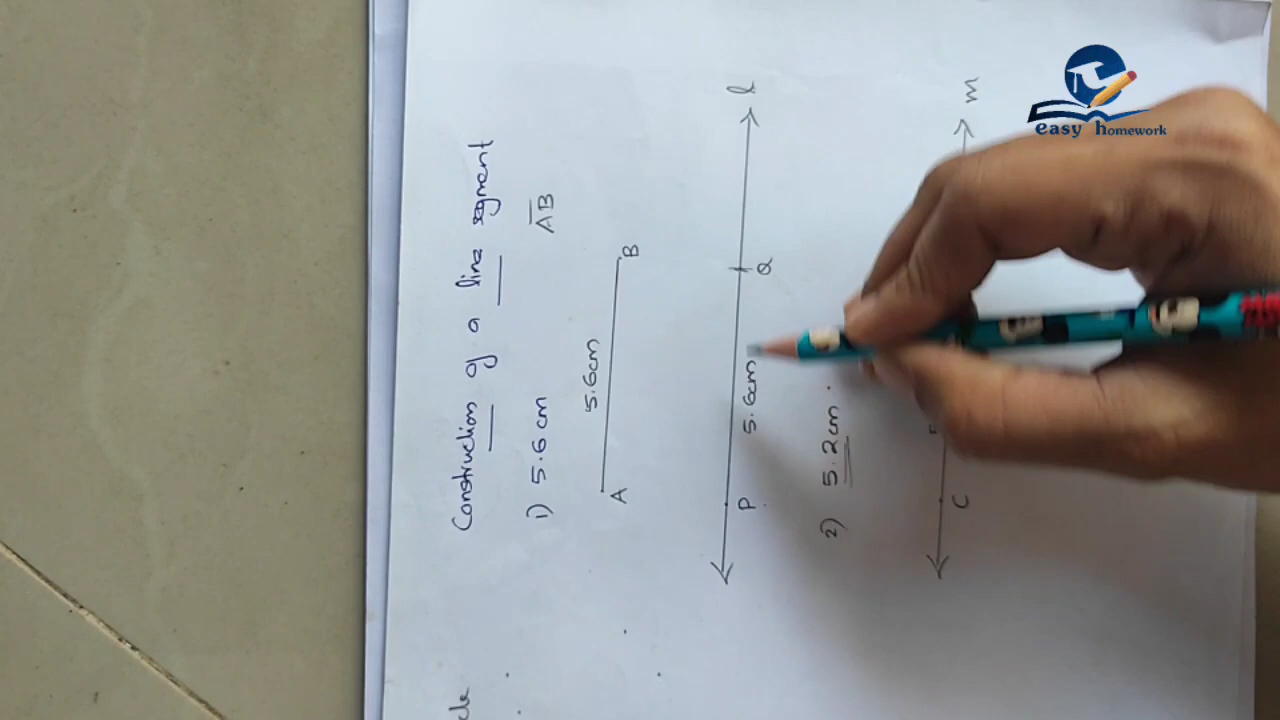 Construction of a line segment
1) 5.6 cm AB
5.6cm
A B
l
P 5.6cm Q
2) 5.2 cm.
m
C
easy homework